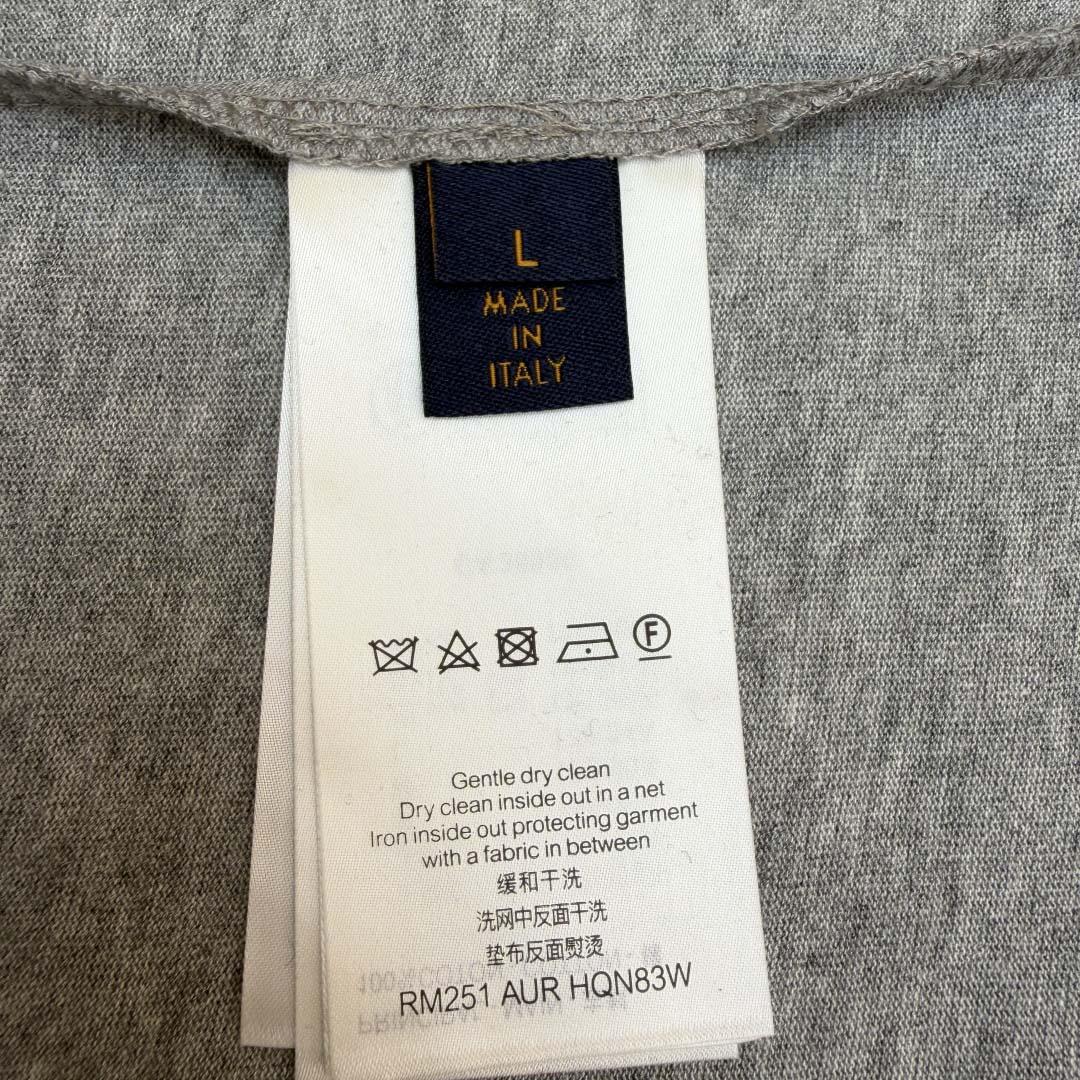 L
MADE
IN
ITALY
F
Gentle dry clean
Dry clean inside out in a net
Iron inside out protecting garment
with a fabric in between
缓和干洗
洗网中反面干洗
垫布反面熨烫
RM251 AUR HQN83W